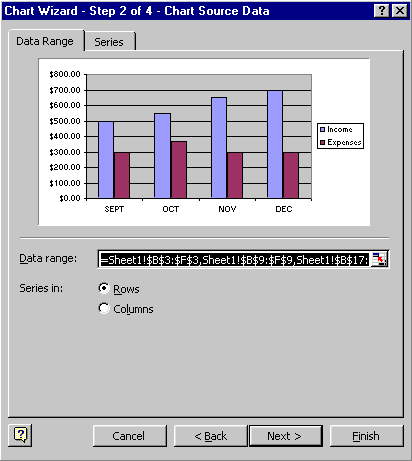 Chart Wizard - Step 2 of 4 - Chart Source Data
Data Range
Series
$800.00
$700.00
$600.00
$500.00
$400.00
$300.00
$200.00
$100.00
$0.00
SEPT OCT NOV DEC
Income
Expenses
Data range: =Sheet1!$B$3:$F$3,Sheet1!$B$9:$F$9,Sheet1!$B$17:
Series in: Rows
Columns
Cancel < Back Next > Finish